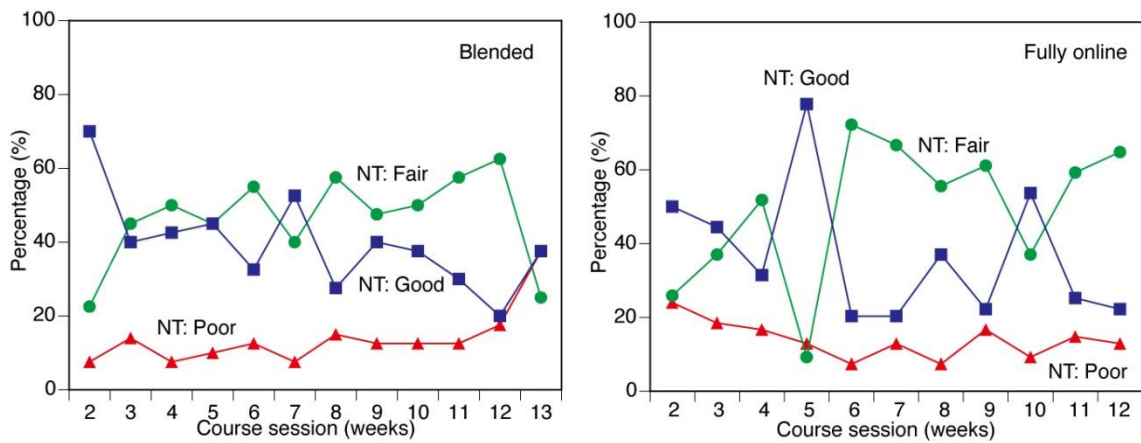 100
80
60
40
20
0
Percentage (%)
Blended
NT: Fair
NT: Good
NT: Poor
2 3 4 5 6 7 8 9 10 11 12 13
Course session (weeks)
100
80
60
40
20
0
Percentage (%)
Fully online
NT: Good
NT: Fair
NT: Poor
2 3 4 5 6 7 8 9 10 11 12
Course session (weeks)